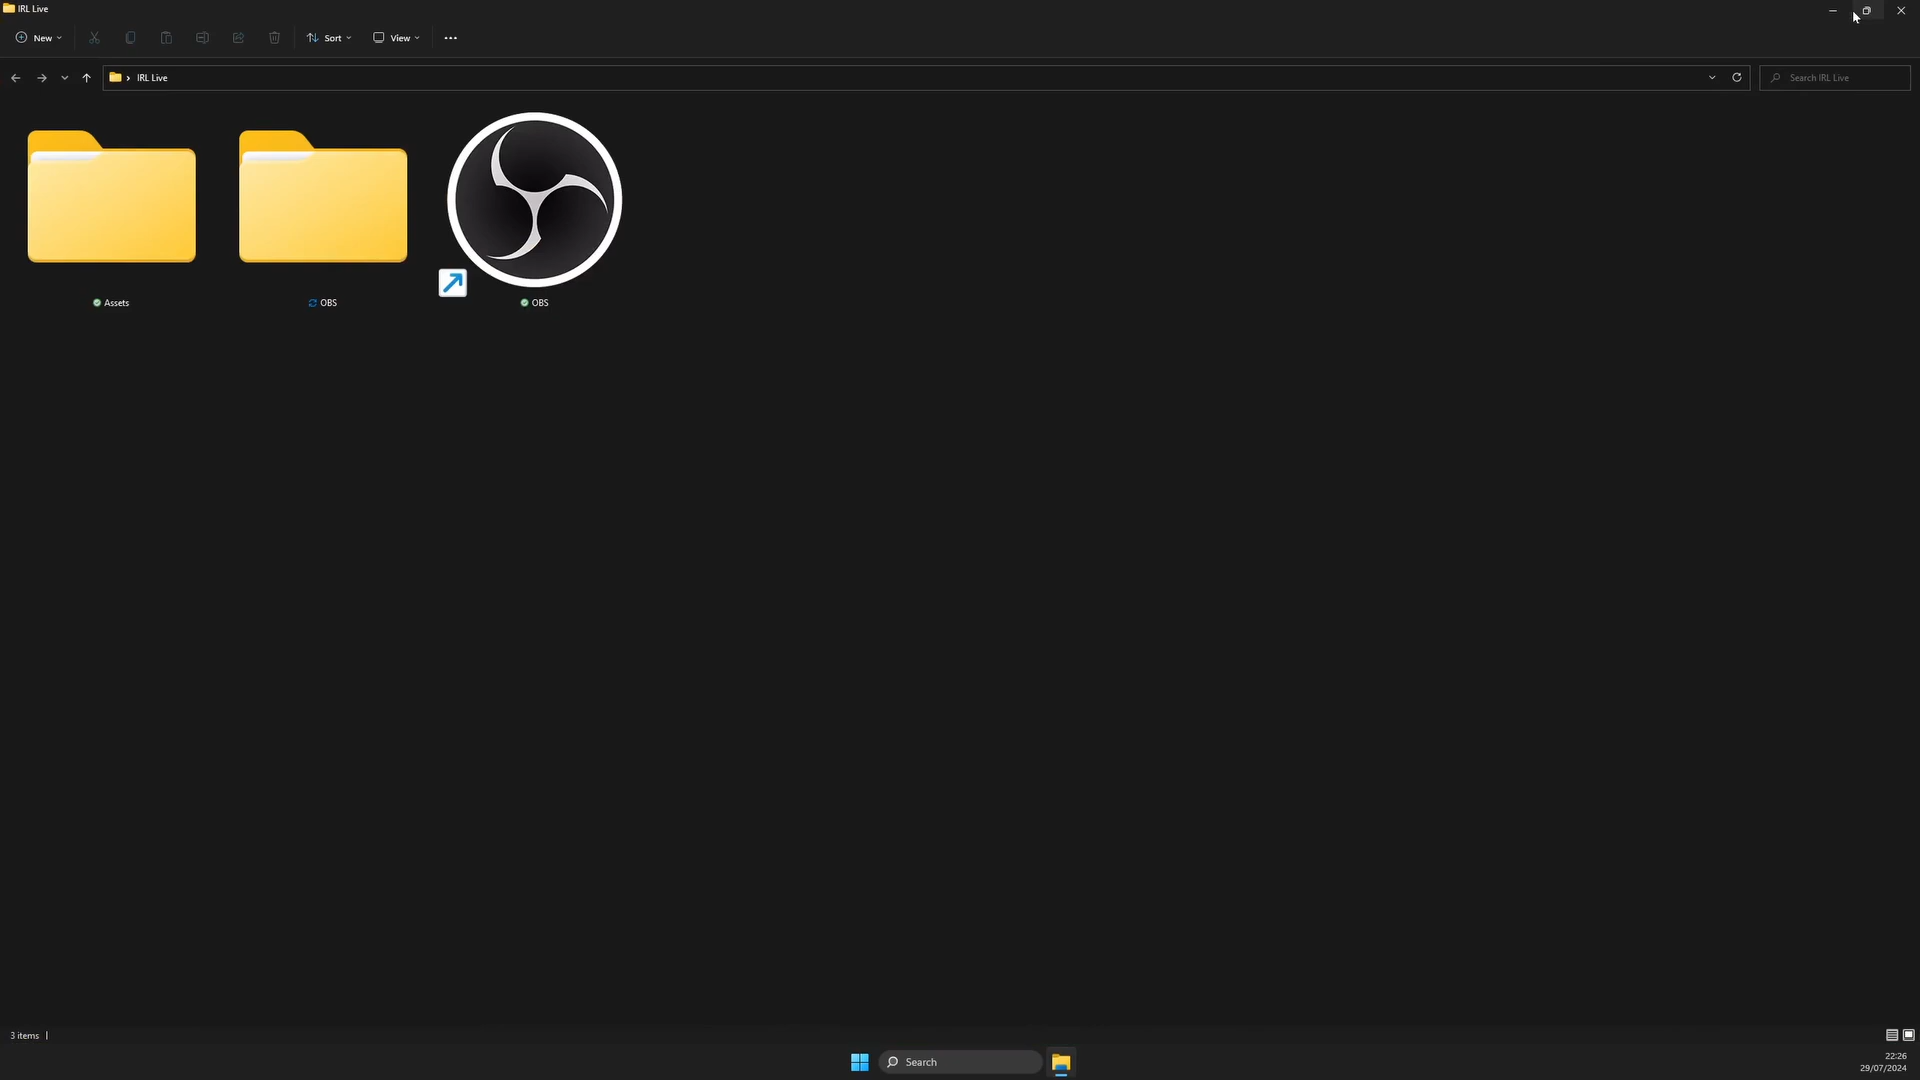 IRL Live
New
Sort
View
IRL Live
Search IRL Live
Assets
OBS
OBS
3 items
Search
22:26
29/07/2024